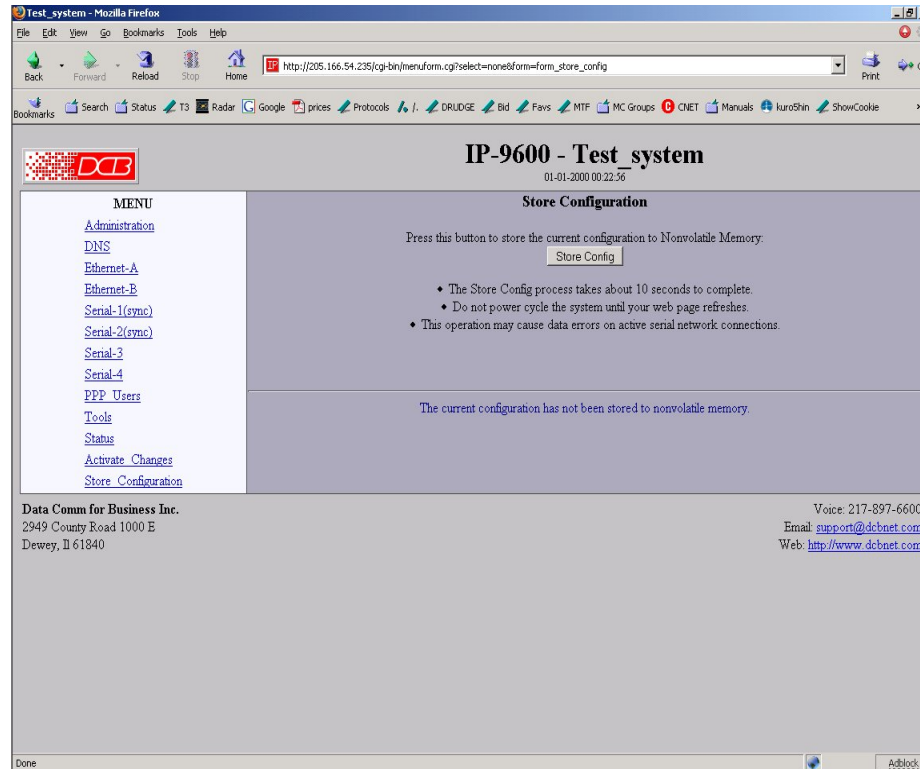 Test_system - Mozilla Firefox
File Edit View Go Bookmarks Tools Help
Back Forward Reload Stop Home
IP http://205.166.54.235/cgi-bin/menuform.cgi?select=none&form=form_store_config
Print
Bookmarks Search Status T3 Radar Google prices Protocols /. DRUDGE Bid Favs MTF MC Groups CNET Manuals kuro5hin ShowCookie
DCB
IP-9600 - Test_system
01-01-2000 00:22:56
MENU
Administration
DNS
Ethernet-A
Ethernet-B
Serial-1(sync)
Serial-2(sync)
Serial-3
Serial-4
PPP Users
Tools
Status
Activate Changes
Store Configuration
Store Configuration
Press this button to store the current configuration to Nonvolatile Memory:
Store Config
• The Store Config process takes about 10 seconds to complete.
• Do not power cycle the system until your web page refreshes.
• This operation may cause data errors on active serial network connections.
The current configuration has not been stored to nonvolatile memory.
Data Comm for Business Inc.
2949 County Road 1000 E
Dewey, Il 61840
Voice: 217-897-6600
Email: support@dcbnet.com
Web: http://www.dcbnet.com
Done
Adblock